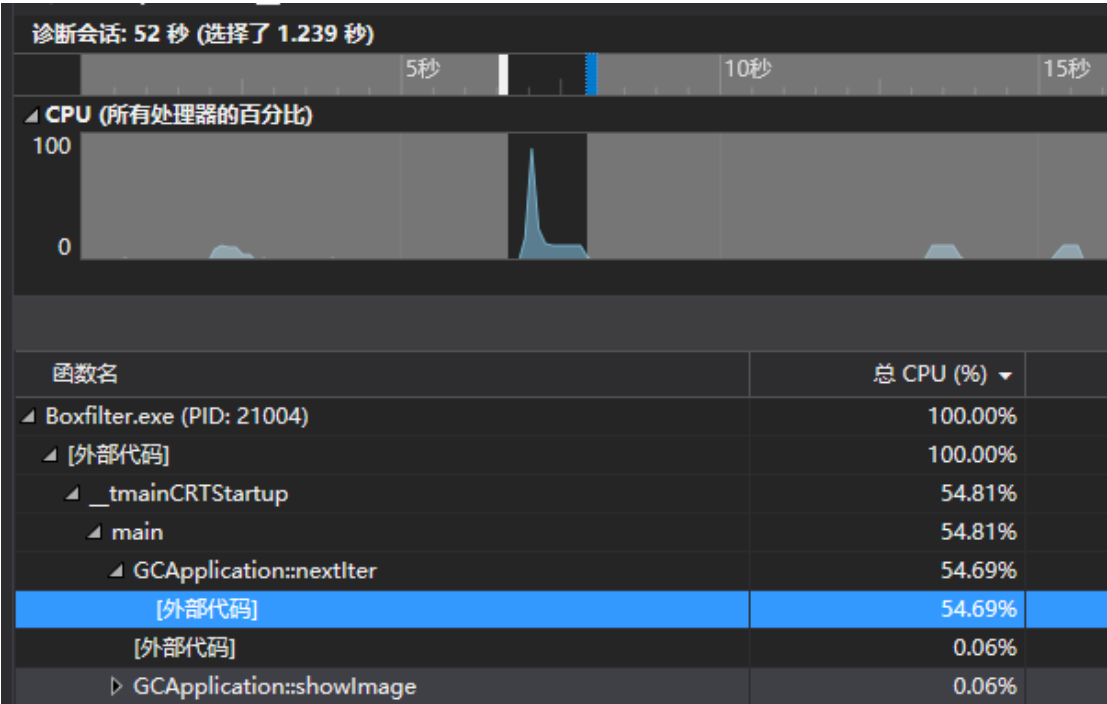 诊断会话: 52 秒 (选择了 1.239 秒)
5秒 10秒 15秒
CPU (所有处理器的百分比)
100
0
函数名 总 CPU (%)
Boxfilter.exe (PID: 21004) 100.00%
[外部代码] 100.00%
__tmainCRTStartup 54.81%
main 54.81%
GCApplication::nextIter 54.69%
[外部代码] 54.69%
[外部代码] 0.06%
GCApplication::showImage 0.06%